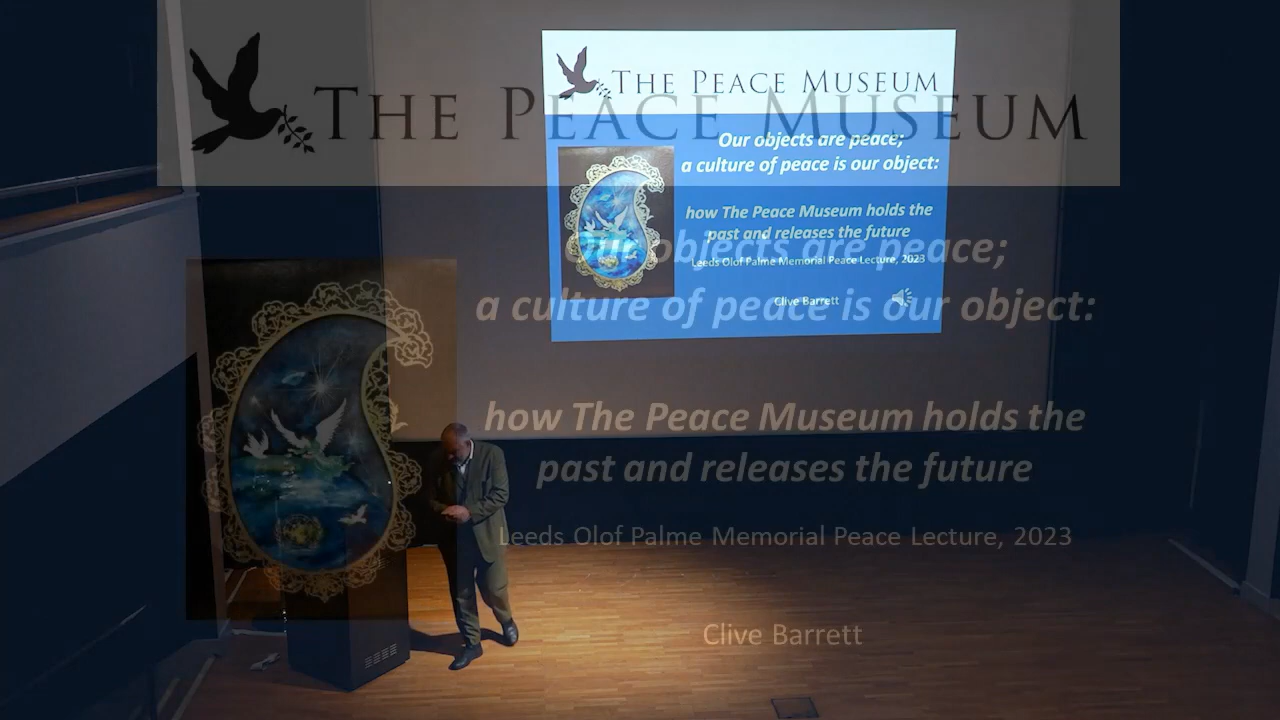 THE PEACE MUSEUM
Our objects are peace;
a culture of peace is our object:
how The Peace Museum holds the
past and releases the future
Leeds Olof Palme Memorial Peace Lecture, 2023
Clive Barrett
THE PEACE MUSEUM
Our objects are peace;
a culture of peace is our object:
how The Peace Museum holds the
past and releases the future
Leeds Olof Palme Memorial Peace Lecture, 2023
Clive Barrett